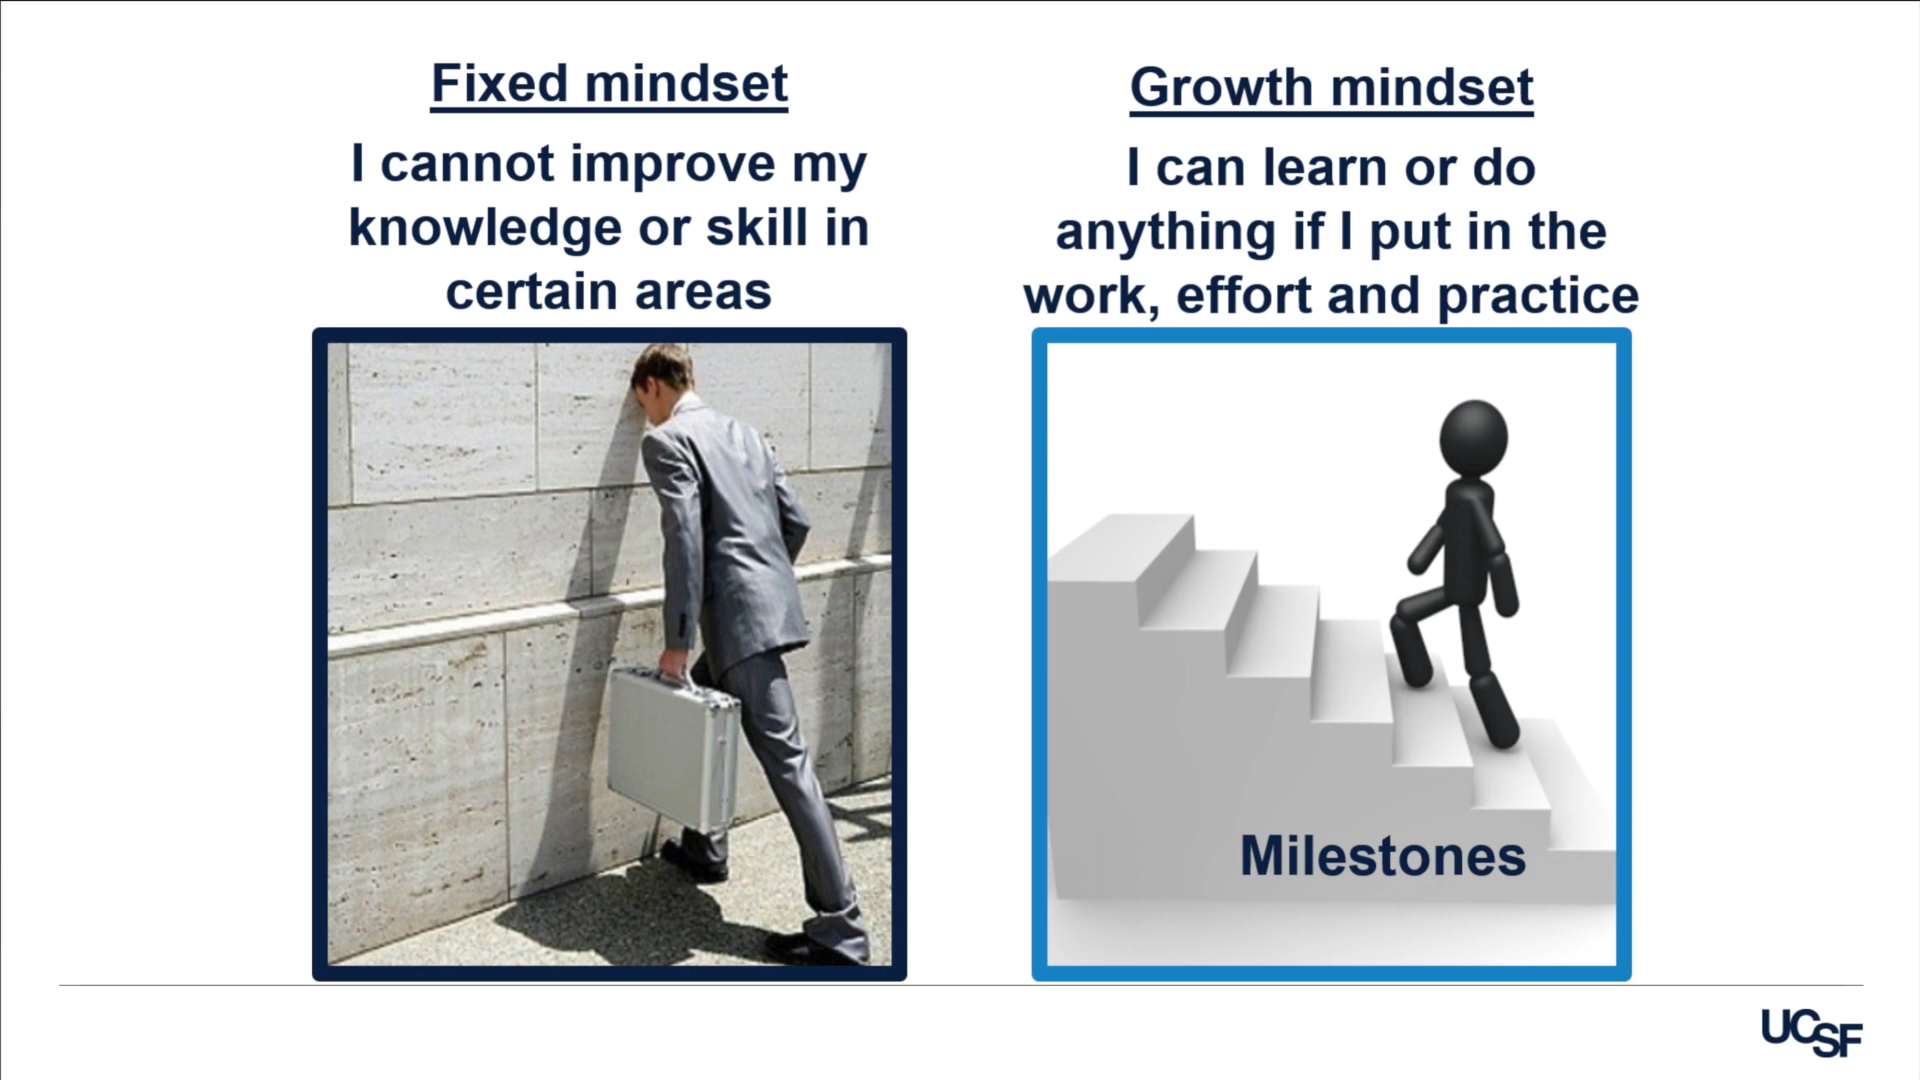 Fixed mindset
I cannot improve my
knowledge or skill in
certain areas
Growth mindset
I can learn or do
anything if I put in the
work, effort and practice
Milestones
UCSF